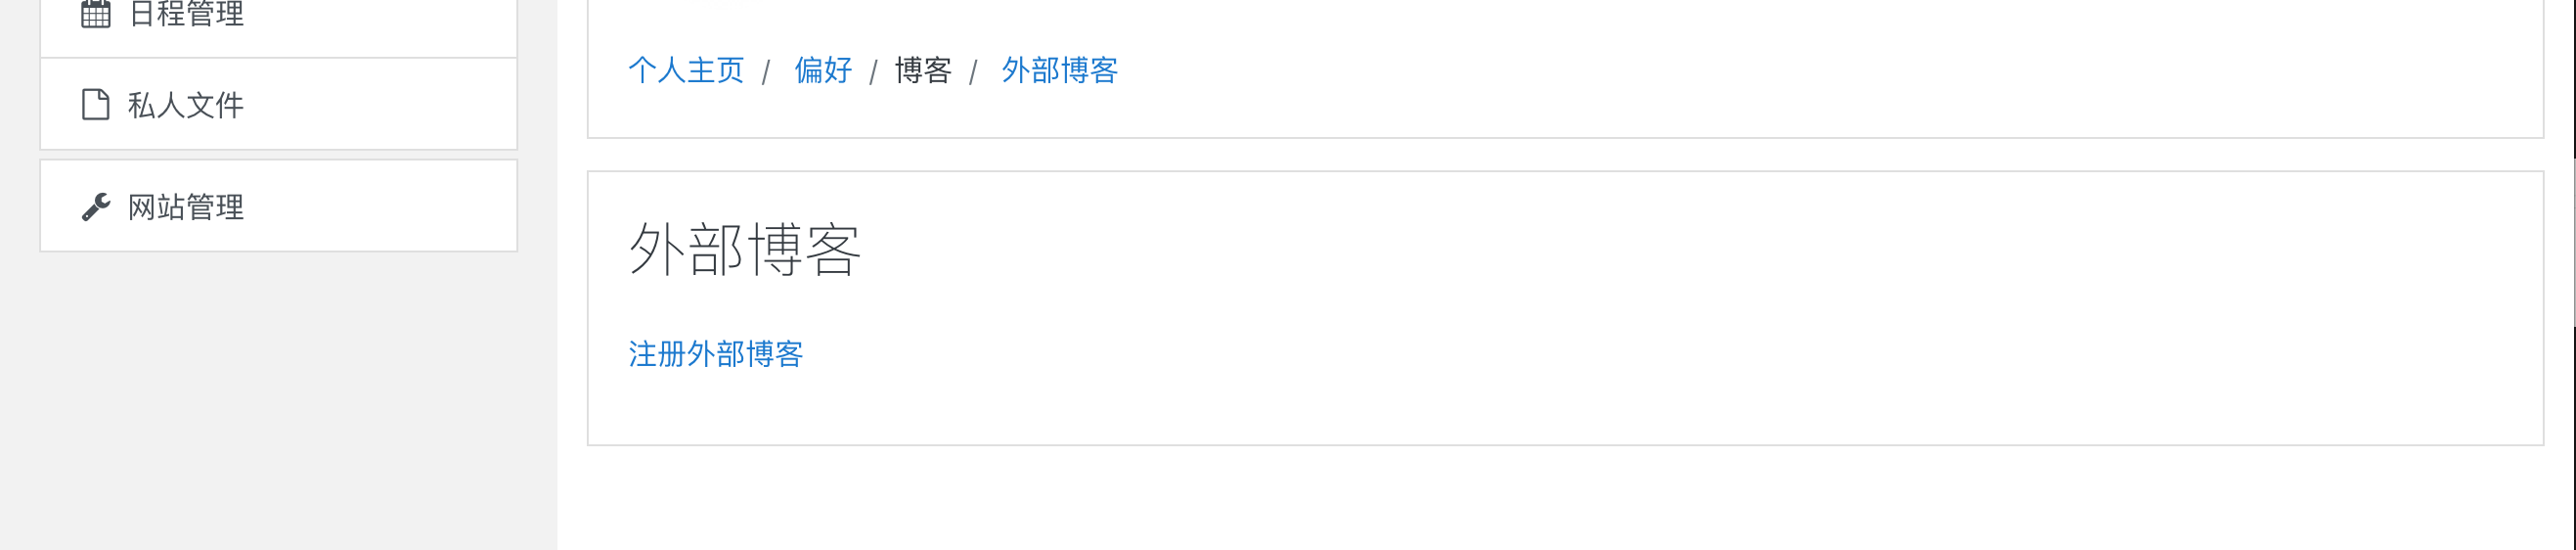 日程管理
私人文件
网站管理
个人主页 / 偏好 / 博客 / 外部博客
外部博客
注册外部博客